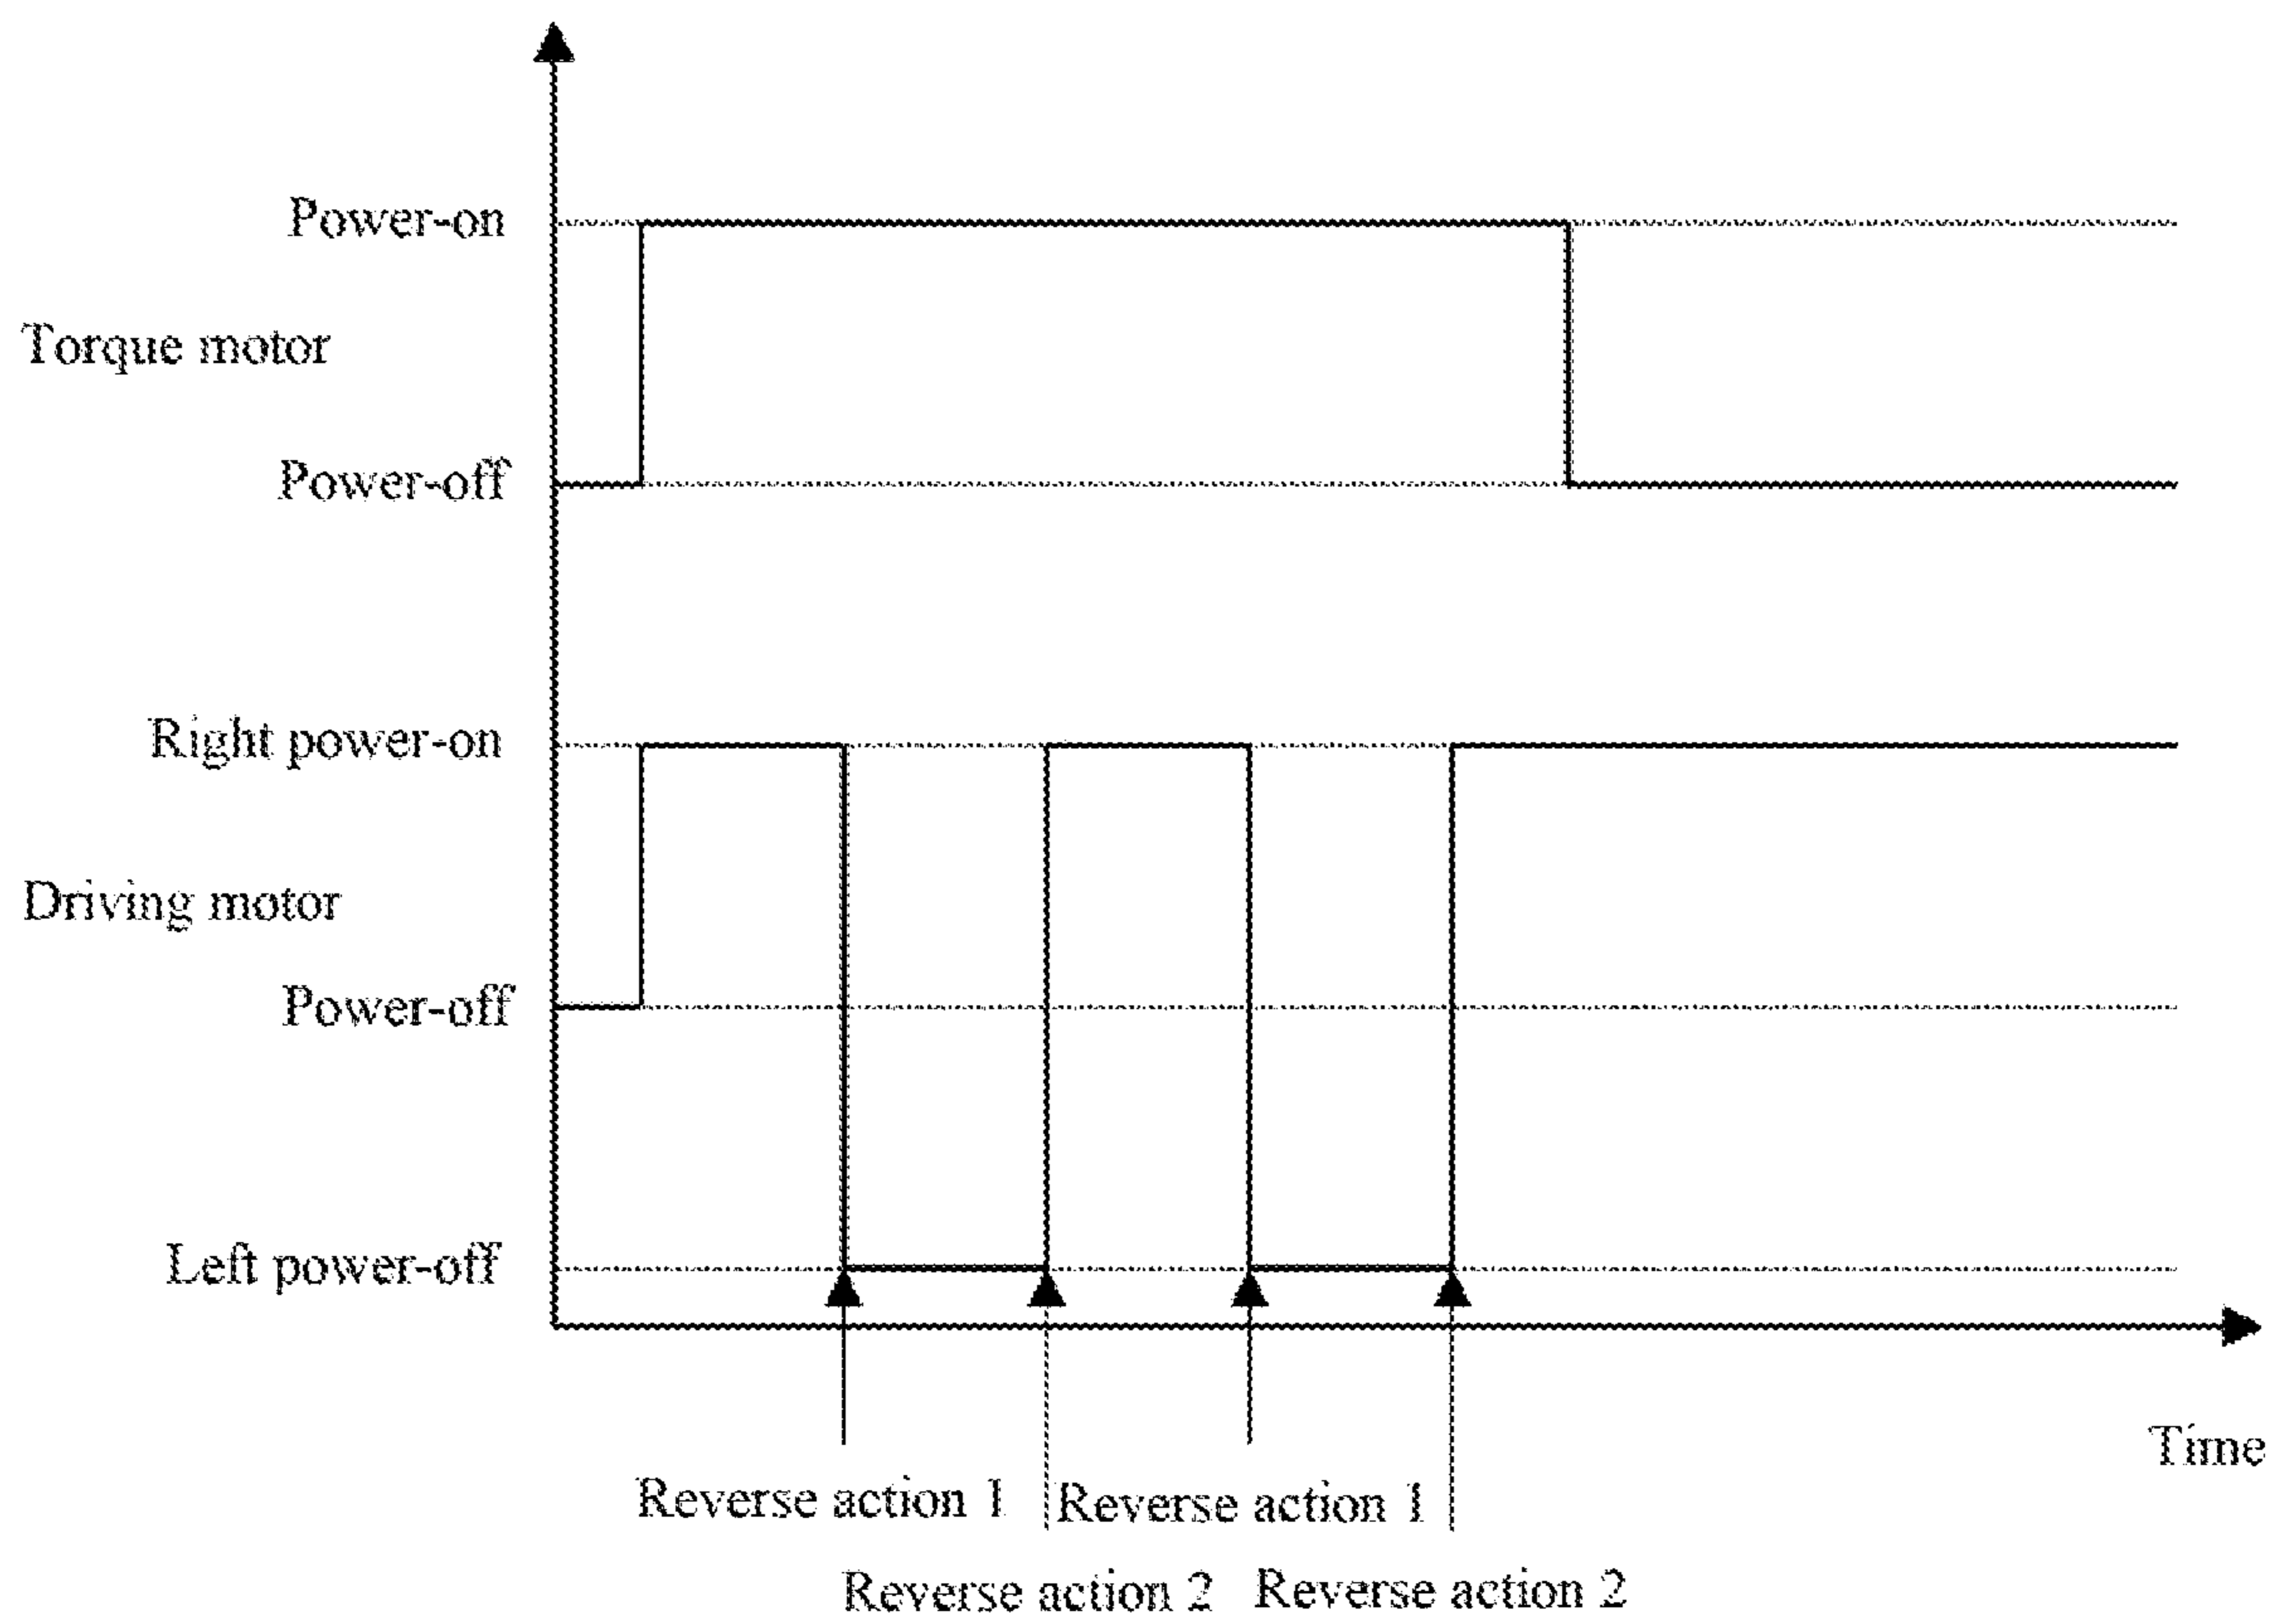 Power-on
Torque motor
Power-off
Right power-on
Driving motor
Power-off
Left power-off
Time
Reverse action 1
Reverse action 1
Reverse action 2
Reverse action 2